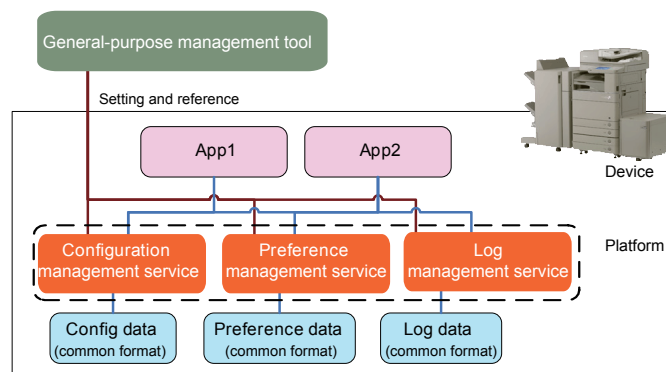 General-purpose management tool
Setting and reference
App1
App2
Device
Configuration
management service
Preference
management service
Log
management service
Platform
Config data
(common format)
Preference data
(common format)
Log data
(common format)